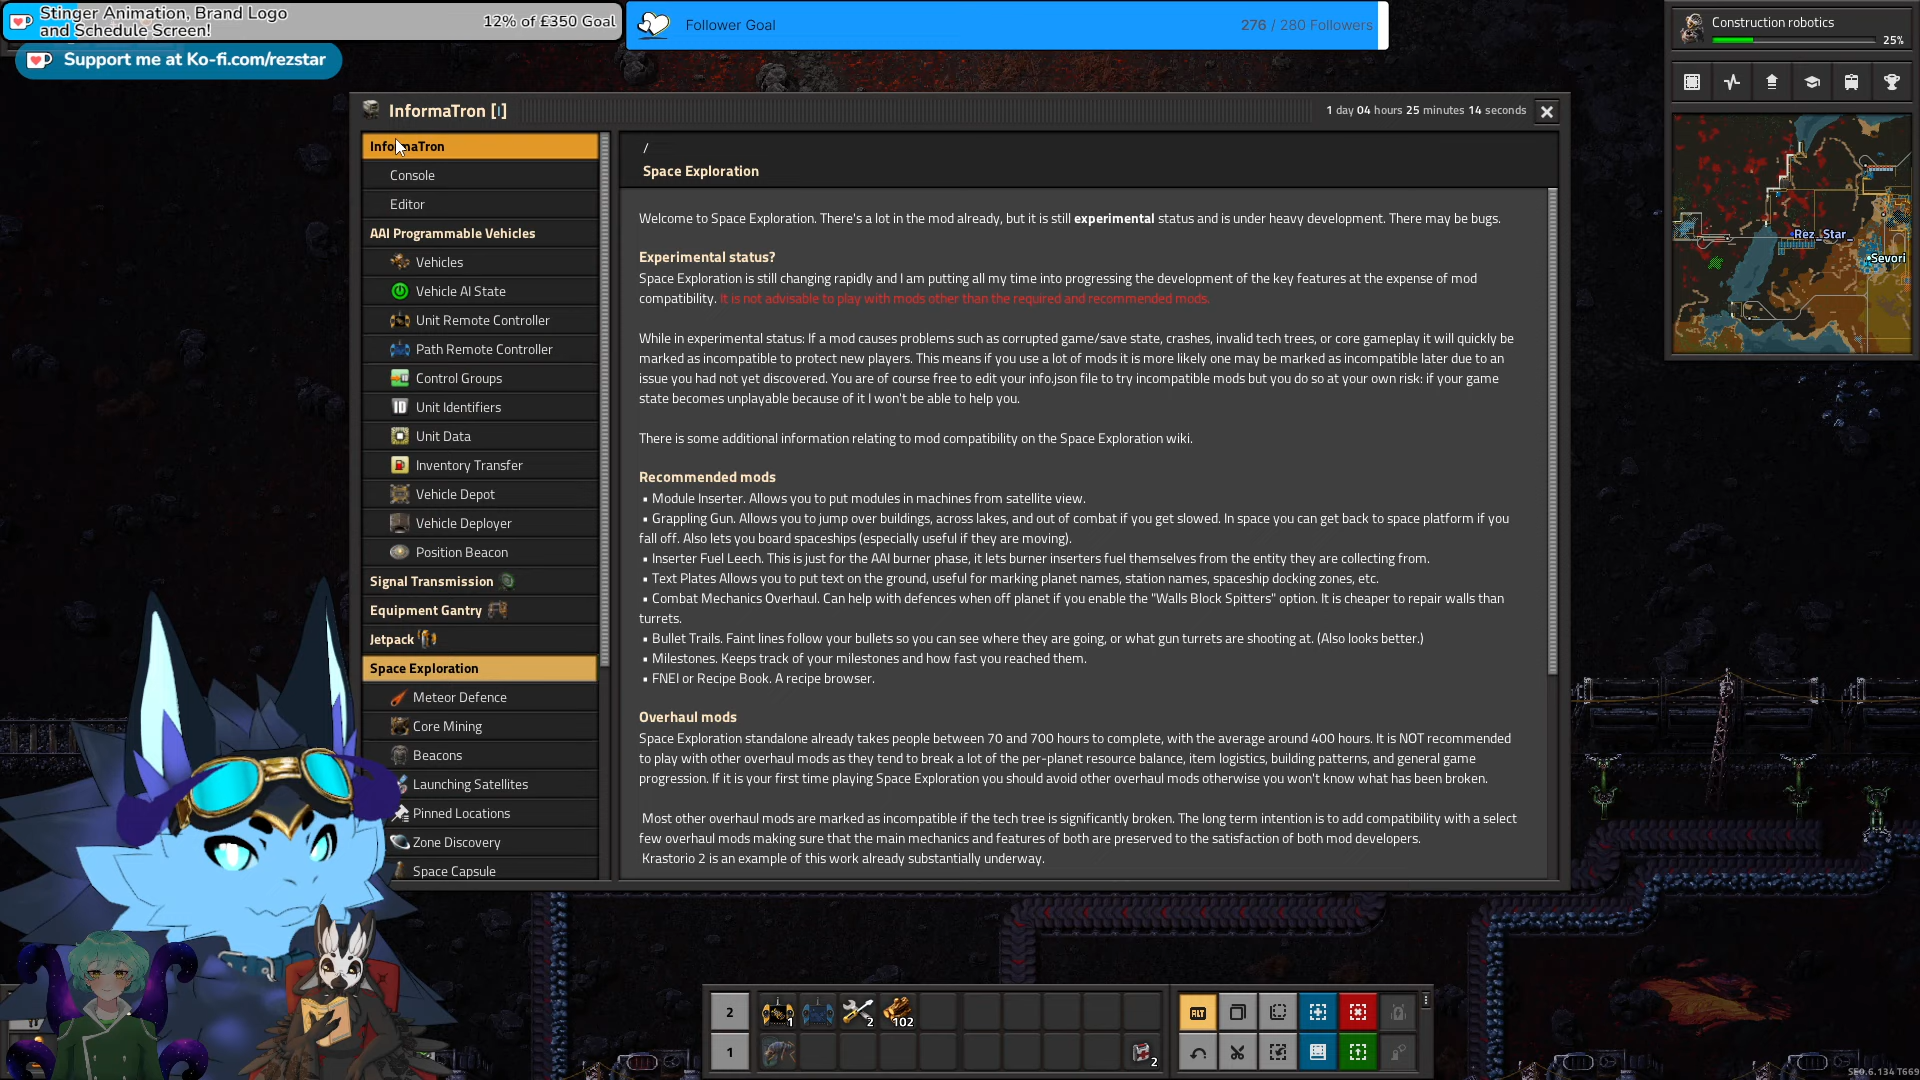 Stinger Animation, Brand Logo
and Schedule Screen!
12% of £350 Goal
Follower Goal
276 / 280 Followers
Support me at Ko-fi.com/rezstar
Construction robotics
25%
InformaTron [I]
1 day 04 hours 25 minutes 14 seconds
InformaTron
Console
Editor
AAI Programmable Vehicles
Vehicles
Vehicle AI State
Unit Remote Controller
Path Remote Controller
Control Groups
Unit Identifiers
Unit Data
Inventory Transfer
Vehicle Depot
Vehicle Deployer
Position Beacon
Signal Transmission
Equipment Gantry
Jetpack
Space Exploration
Meteor Defence
Core Mining
Beacons
Launching Satellites
Pinned Locations
Zone Discovery
Space Capsule
/
Space Exploration
Welcome to Space Exploration. There's a lot in the mod already, but it is still experimental status and is under heavy development. There may be bugs.
Experimental status?
Space Exploration is still changing rapidly and I am putting all my time into progressing the development of the key features at the expense of mod
compatibility. It is not advisable to play with mods other than the required and recommended mods.
While in experimental status: If a mod causes problems such as corrupted game/save state, crashes, invalid tech trees, or core gameplay it will quickly be
marked as incompatible to protect new players. This means if you use a lot of mods it is more likely one may be marked as incompatible later due to an
issue you had not yet discovered. You are of course free to edit your info.json file to try incompatible mods but you do so at your own risk: if your game
state becomes unplayable because of it I won't be able to help you.
There is some additional information relating to mod compatibility on the Space Exploration wiki.
Recommended mods
▪ Module Inserter. Allows you to put modules in machines from satellite view.
▪ Grappling Gun. Allows you to jump over buildings, across lakes, and out of combat if you get slowed. In space you can get back to space platform if you
fall off. Also lets you board spaceships (especially useful if they are moving).
▪ Inserter Fuel Leech. This is just for the AAI burner phase, it lets burner inserters fuel themselves from the entity they are collecting from.
▪ Text Plates Allows you to put text on the ground, useful for marking planet names, station names, spaceship docking zones, etc.
▪ Combat Mechanics Overhaul. Can help with defences when off planet if you enable the "Walls Block Spitters" option. It is cheaper to repair walls than
turrets.
▪ Bullet Trails. Faint lines follow your bullets so you can see where they are going, or what gun turrets are shooting at. (Also looks better.)
▪ Milestones. Keeps track of your milestones and how fast you reached them.
▪ FNEI or Recipe Book. A recipe browser.
Overhaul mods
Space Exploration standalone already takes people between 70 and 700 hours to complete, with the average around 400 hours. It is NOT recommended
to play with other overhaul mods as they tend to break a lot of the per-planet resource balance, item logistics, building patterns, and general game
progression. If it is your first time playing Space Exploration you should avoid other overhaul mods otherwise you won't know what has been broken.
Most other overhaul mods are marked as incompatible if the tech tree is significantly broken. The long term intention is to add compatibility with a select
few overhaul mods making sure that the main mechanics and features of both are preserved to the satisfaction of both mod developers.
Krastorio 2 is an example of this work already substantially underway.
Rez_Star_
Sevori
2
1
2
102
ALT
1
2
SE0.6.134 T669